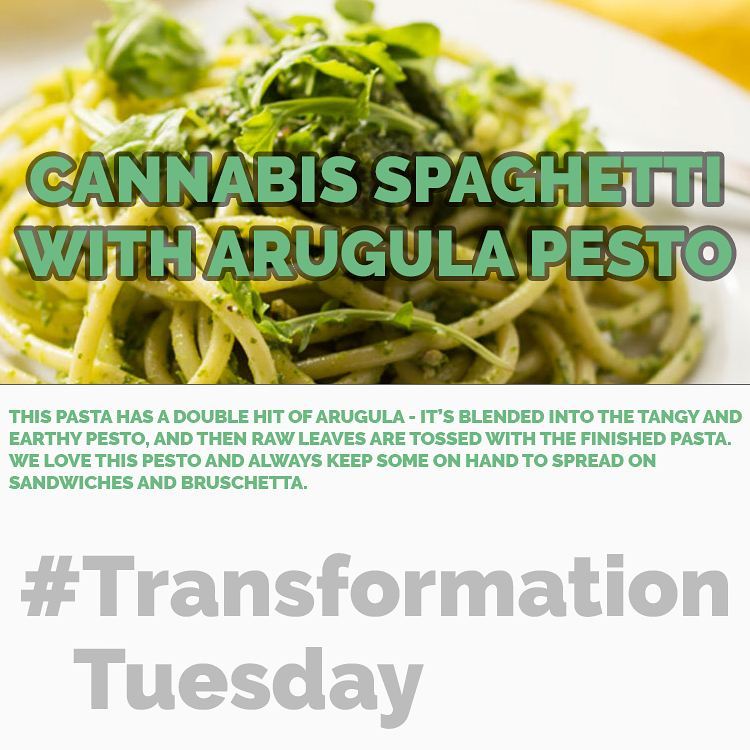 CANNABIS SPAGHETTI
WITH ARUGULA PESTO
THIS PASTA HAS A DOUBLE HIT OF ARUGULA - IT'S BLENDED INTO THE TANGY AND
EARTHY PESTO, AND THEN RAW LEAVES ARE TOSSED WITH THE FINISHED PASTA.
WE LOVE THIS PESTO AND ALWAYS KEEP SOME ON HAND TO SPREAD ON
SANDWICHES AND BRUSCHETTA.
#Transformation
Tuesday